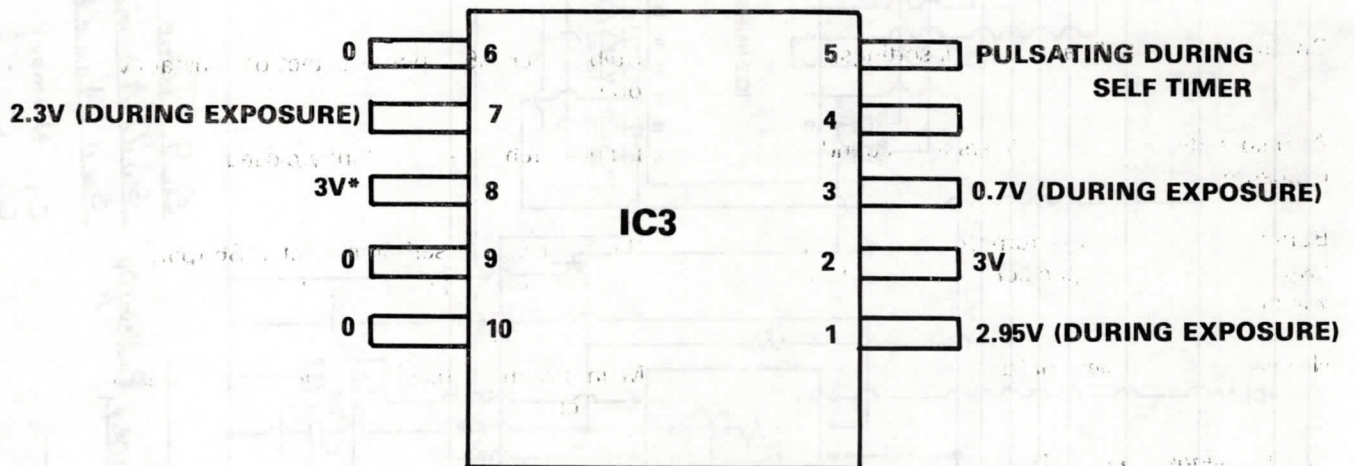 0 6 5 PULSATING DURING
SELF TIMER
2.3V (DURING EXPOSURE) 7 4
3V* 8 3 0.7V (DURING EXPOSURE)
IC3
0 9 2 3V
0 10 1 2.95V (DURING EXPOSURE)